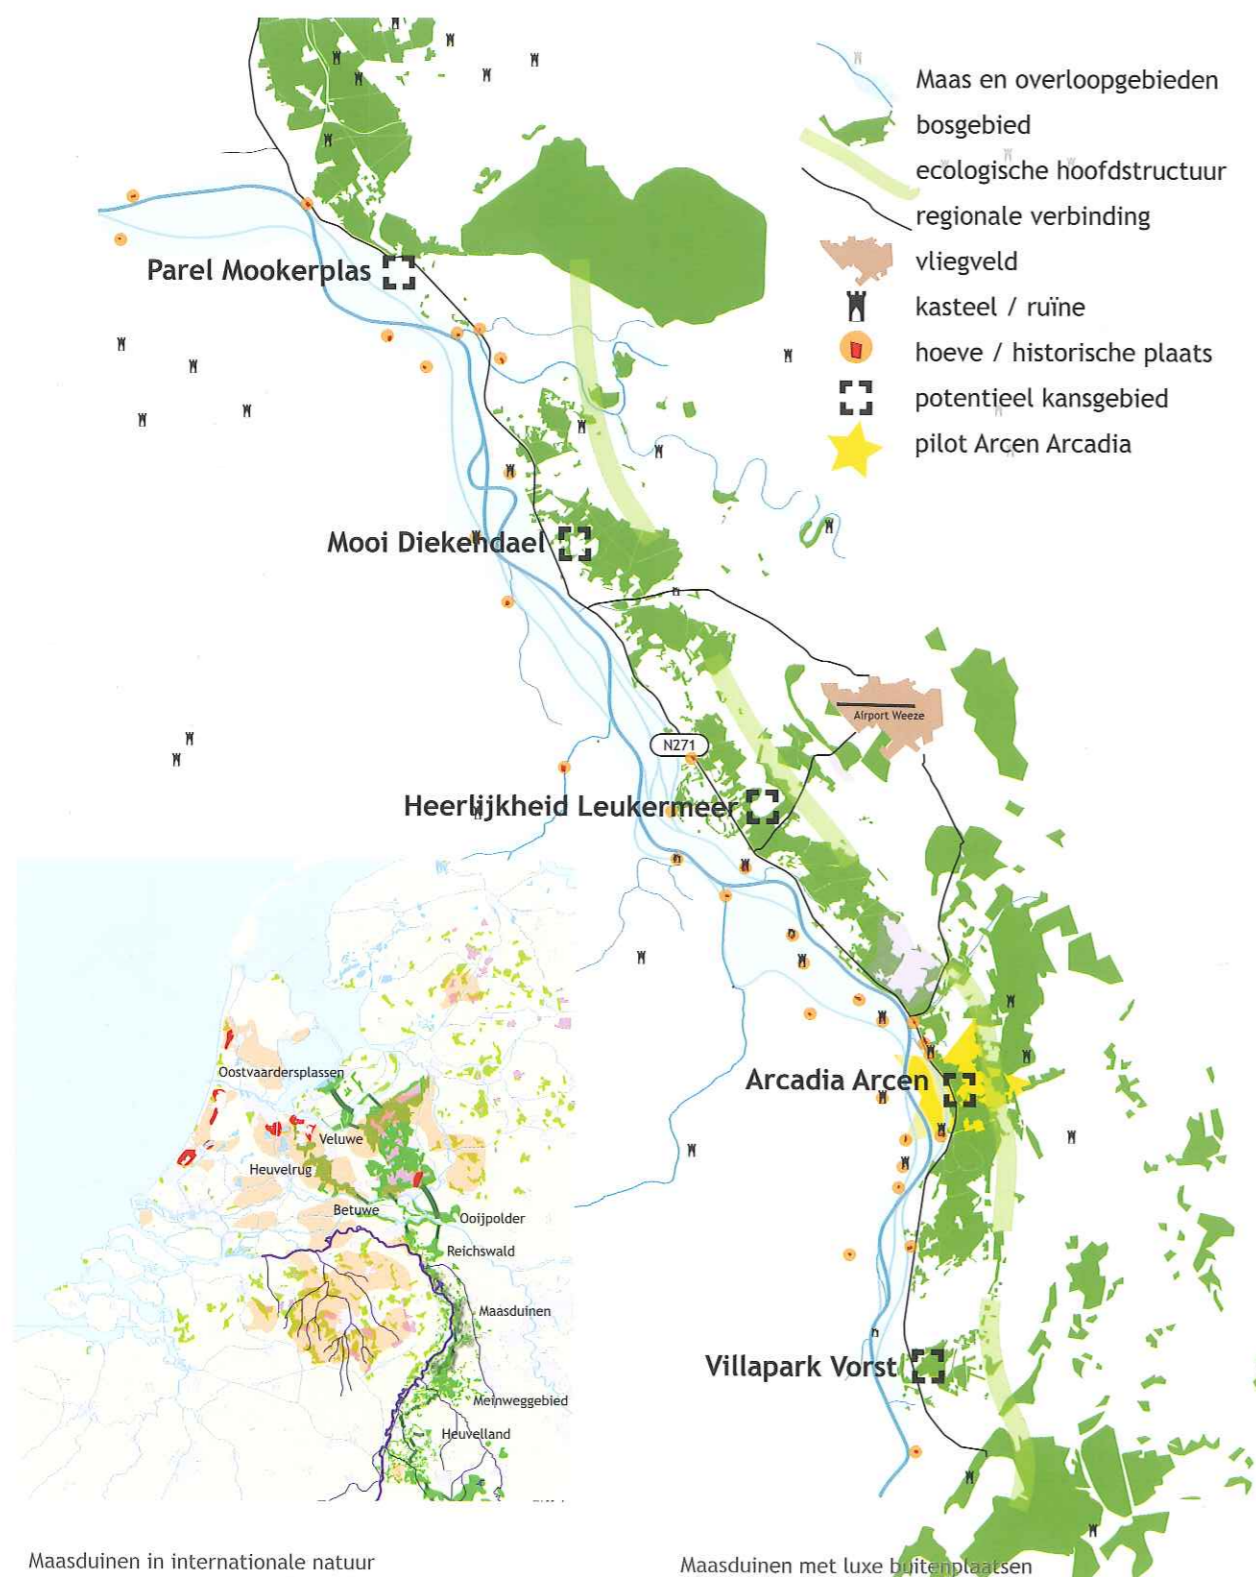 Maas en overloopgebieden
bosgebied
ecologische hoofdstructuur
regionale verbinding
vliegveld
kasteel / ruïne
hoeve / historische plaats
potentieel kansgebied
pilot Arcen Arcadia
Parel Mookerplas
Mooi Diekendael
Airport Weeze
N271
Heerlijkheid Leukermeer
Arcadia Arcen
Villapark Vorst
Oostvaardersplassen
Veluwe
Heuvelrug
Betuwe
Ooijpolder
Reichswald
Maasduinen
Meinweggebied
Heuvelland
Maasduinen in internationale natuur
Maasduinen met luxe buitenplaatsen